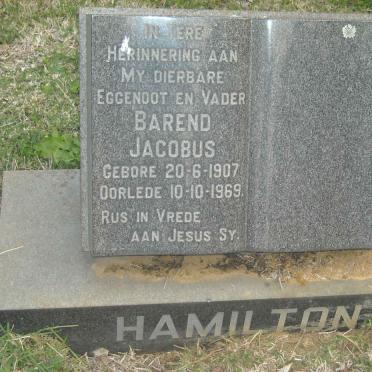 IN TERE
HERINNERING AAN
MY DIERBARE
EGGENOOT EN VADER
BAREND
JACOBUS
GEBORE 20-6-1907
OORLEDE 10-10-1969.
RUS IN VREDE
AAN JESUS SY.
HAMILTON